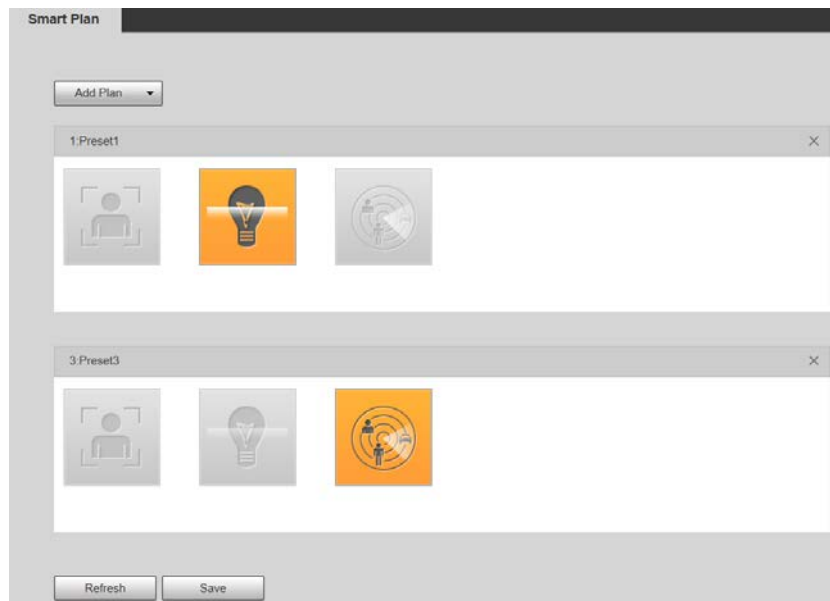 Smart Plan
Add Plan
1:Preset1
3:Preset3
Refresh Save